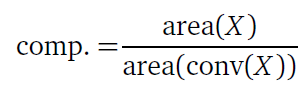 comp. = area(X) / area(conv(X))